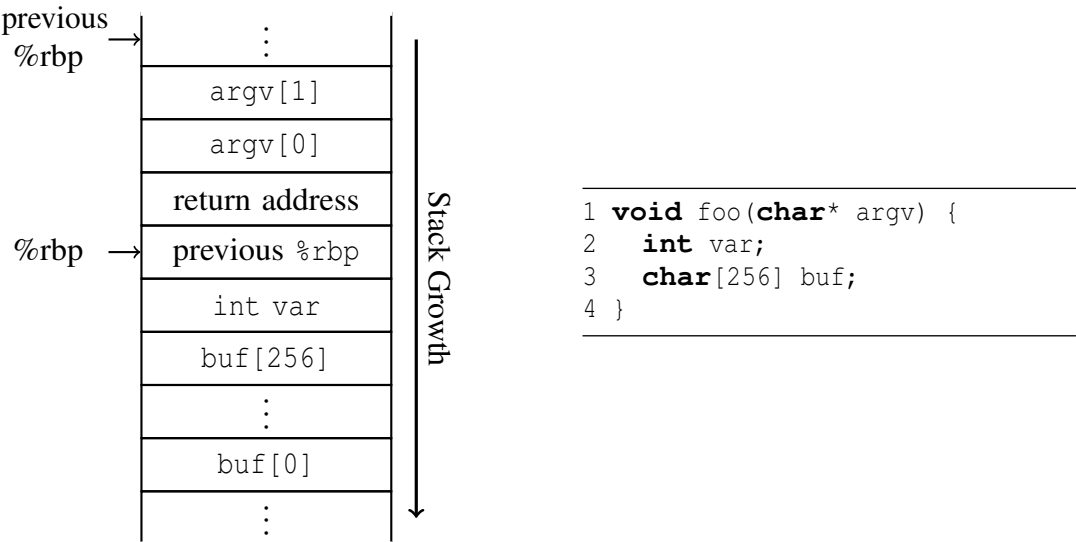 previous
%rbp
⋮
argv[1]
argv[0]
return address
%rbp
previous %rbp
int var
buf[256]
⋮
buf[0]
⋮
Stack Growth
1 void foo(char* argv) {
2   int var;
3   char[256] buf;
4 }